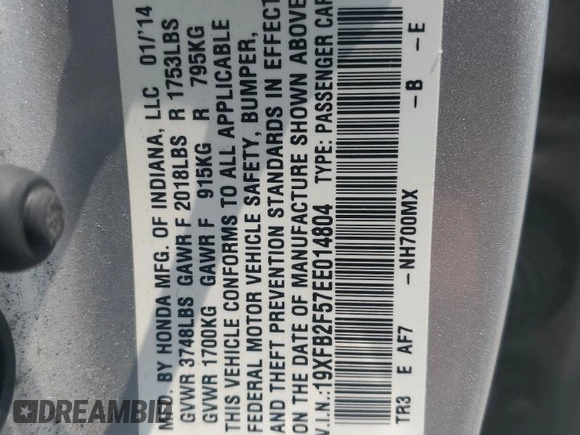 MFD. BY HONDA MFG. OF INDIANA, LLC 01/'14
GVWR 3748LBS GAWR F 2018LBS R 1753LBS
GVWR 1700KG GAWR F 915KG R 795KG
THIS VEHICLE CONFORMS TO ALL APPLICABLE
FEDERAL MOTOR VEHICLE SAFETY, BUMPER,
AND THEFT PREVENTION STANDARDS IN EFFECT
ON THE DATE OF MANUFACTURE SHOWN ABOVE
V.I.N.:19XFB2F57EE014804 TYPE: PASSENGER CAR
TR3 E AF7 -NH700MX -B -E
BIDCARS.LTD